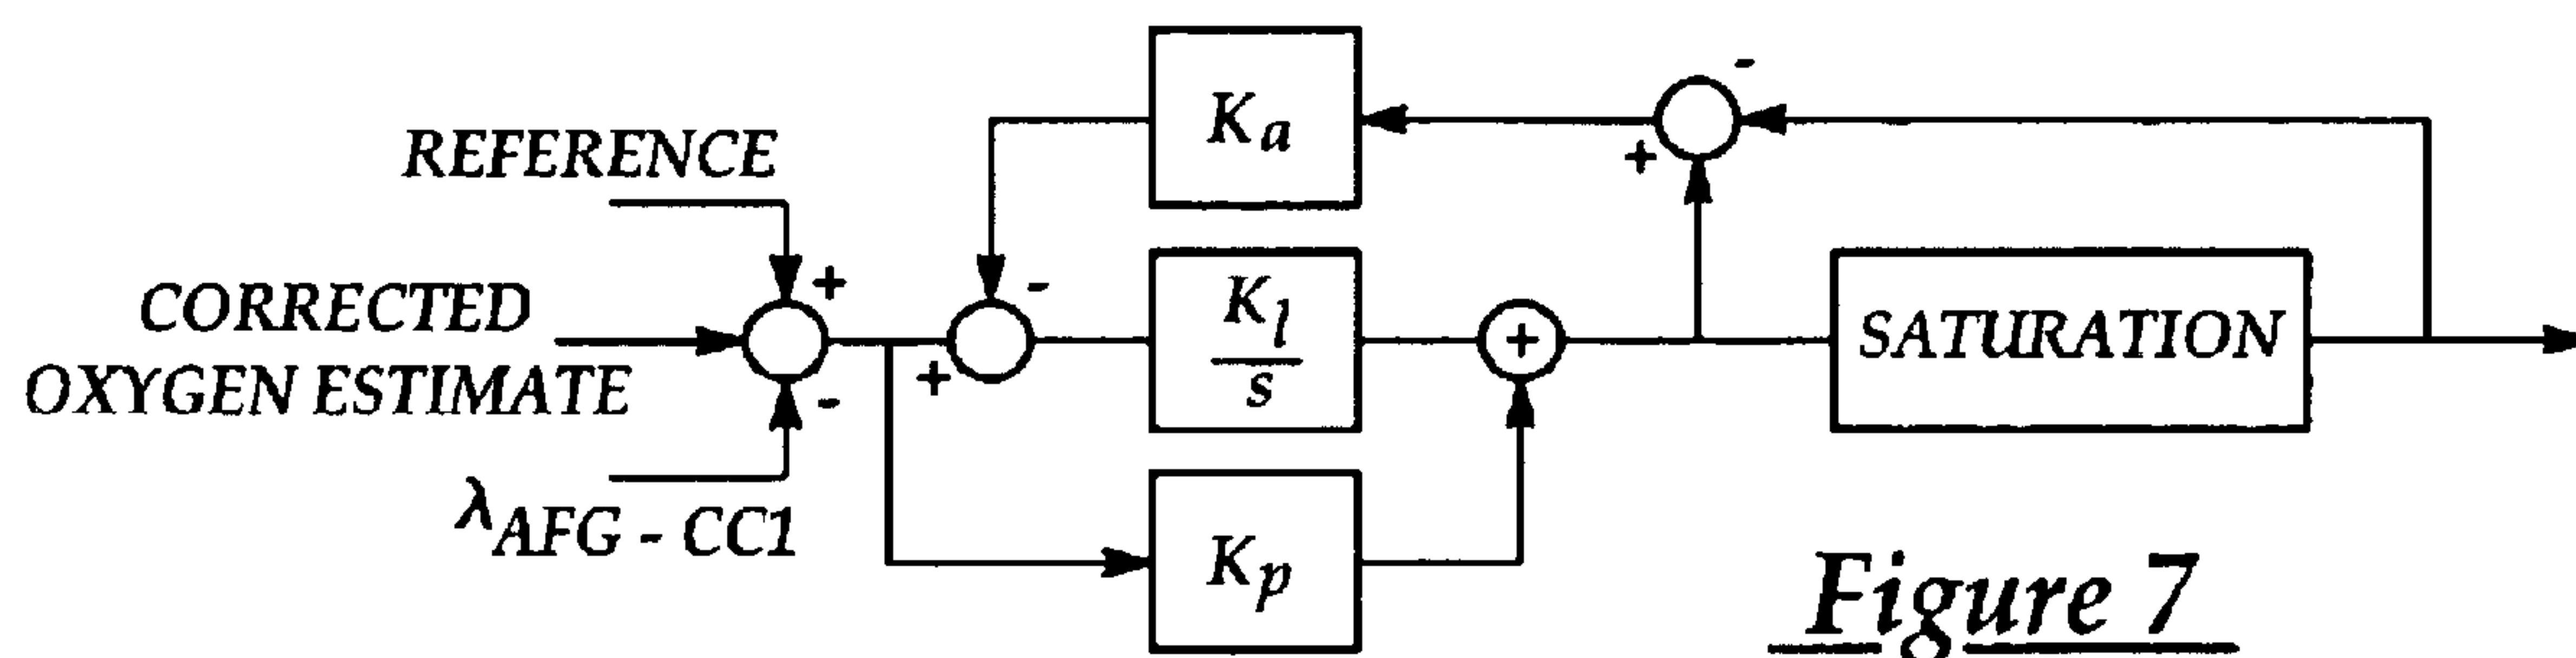 REFERENCE
CORRECTED
OXYGEN ESTIMATE
λAFG - CC1
+
-
+
-
Ka
Kl
s
Kp
+
-
+
SATURATION
Figure 7